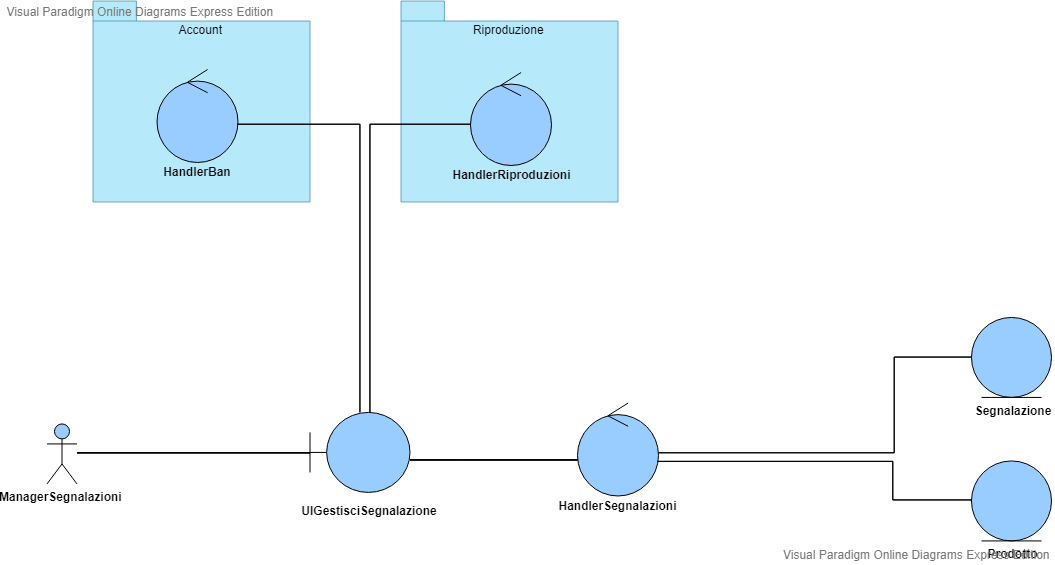 Visual Paradigm Online Diagrams Express Edition
Account
Riproduzione
HandlerBan
HandlerRiproduzioni
Segnalazione
ManagerSegnalazioni
UIGestisciSegnalazione
HandlerSegnalazioni
Prodotto
Visual Paradigm Online Diagrams Express Edition